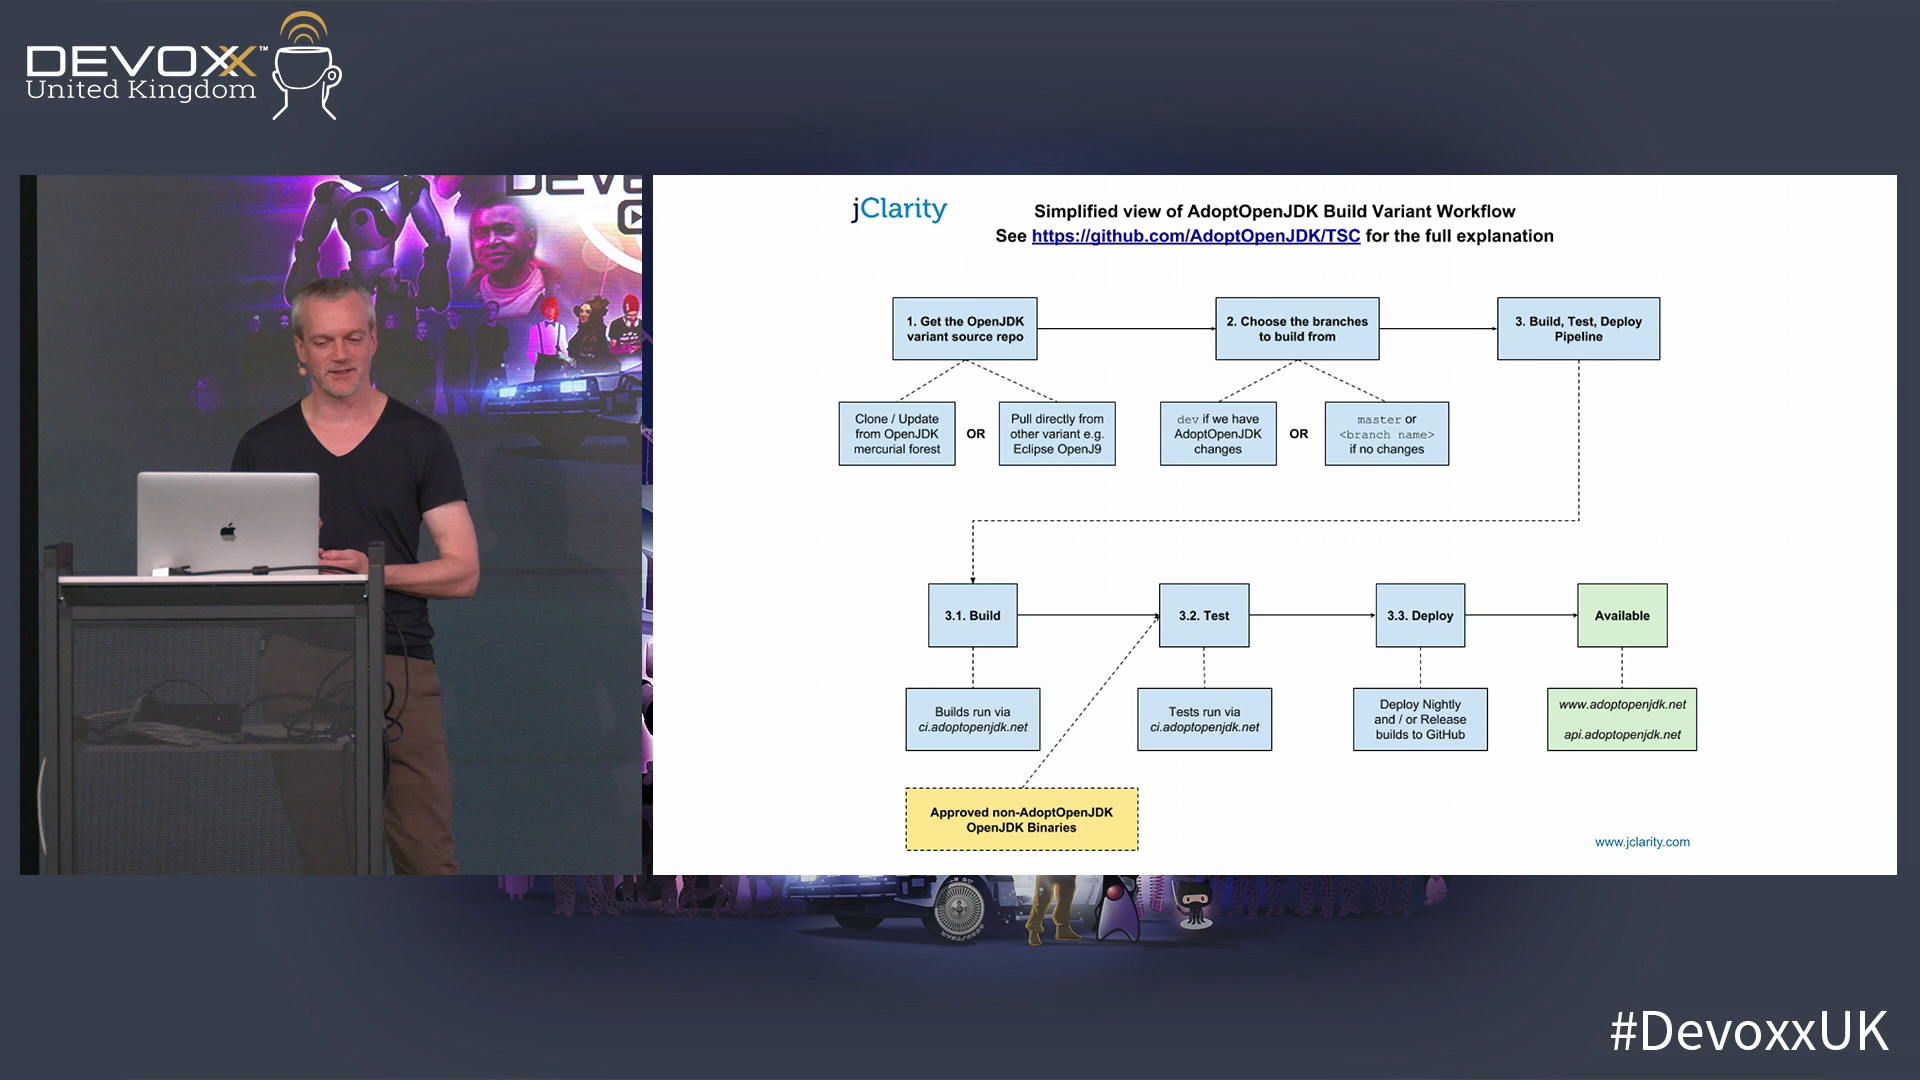 DEVOXX™
United Kingdom
DEVO
jClarity
Simplified view of AdoptOpenJDK Build Variant Workflow
See https://github.com/AdoptOpenJDK/TSC for the full explanation
1. Get the OpenJDK
variant source repo
2. Choose the branches
to build from
3. Build, Test, Deploy
Pipeline
Clone / Update
from OpenJDK
mercurial forest
OR
Pull directly from
other variant e.g.
Eclipse OpenJ9
dev if we have
AdoptOpenJDK
changes
OR
master or
<branch name>
if no changes
3.1. Build
3.2. Test
3.3. Deploy
Available
Builds run via
ci.adoptopenjdk.net
Tests run via
ci.adoptopenjdk.net
Deploy Nightly
and / or Release
builds to GitHub
www.adoptopenjdk.net
api.adoptopenjdk.net
Approved non-AdoptOpenJDK
OpenJDK Binaries
www.jclarity.com
#DevoxxUK